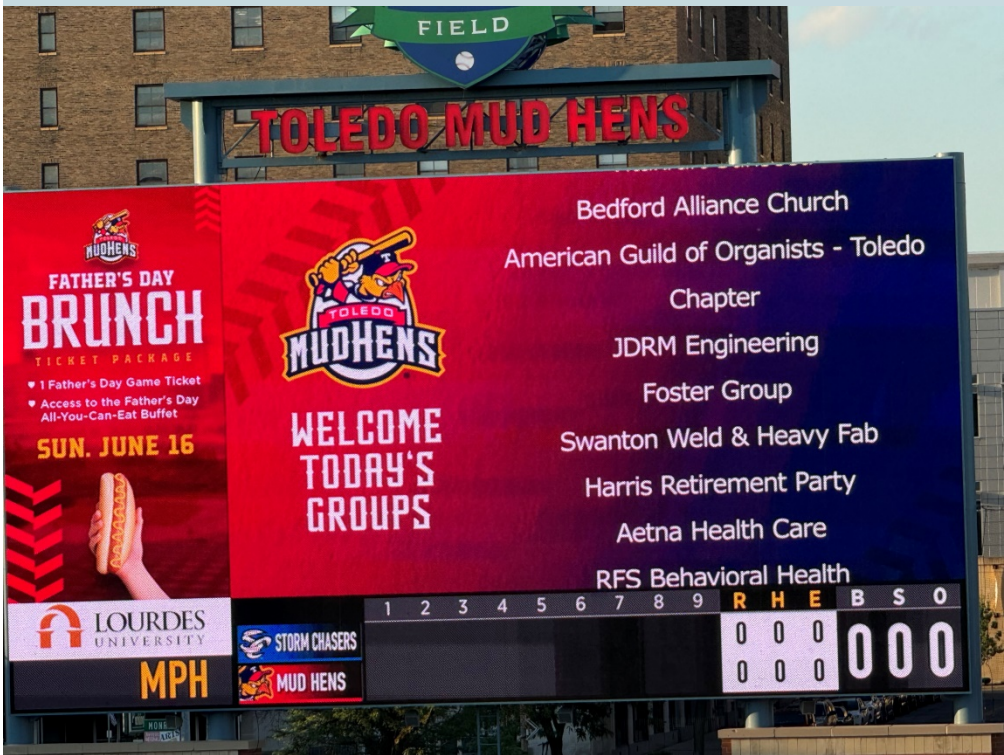 FIELD
TOLEDO MUD HENS
MUDHENS
FATHER'S DAY
BRUNCH
TICKET PACKAGE
♥ 1 Father's Day Game Ticket
♥ Access to the Father's Day
All-You-Can-Eat Buffet
SUN. JUNE 16
LOURDES
UNIVERSITY
MPH
T
TOLEDO
MUDHENS
WELCOME
TODAY'S
GROUPS
Bedford Alliance Church
American Guild of Organists - Toledo
Chapter
JDRM Engineering
Foster Group
Swanton Weld & Heavy Fab
Harris Retirement Party
Aetna Health Care
RFS Behavioral Health
1 2 3 4 5 6 7 8 9 R H E B S O
STORM CHASERS 0 0 0
MUD HENS 0 0 0
0 0 0